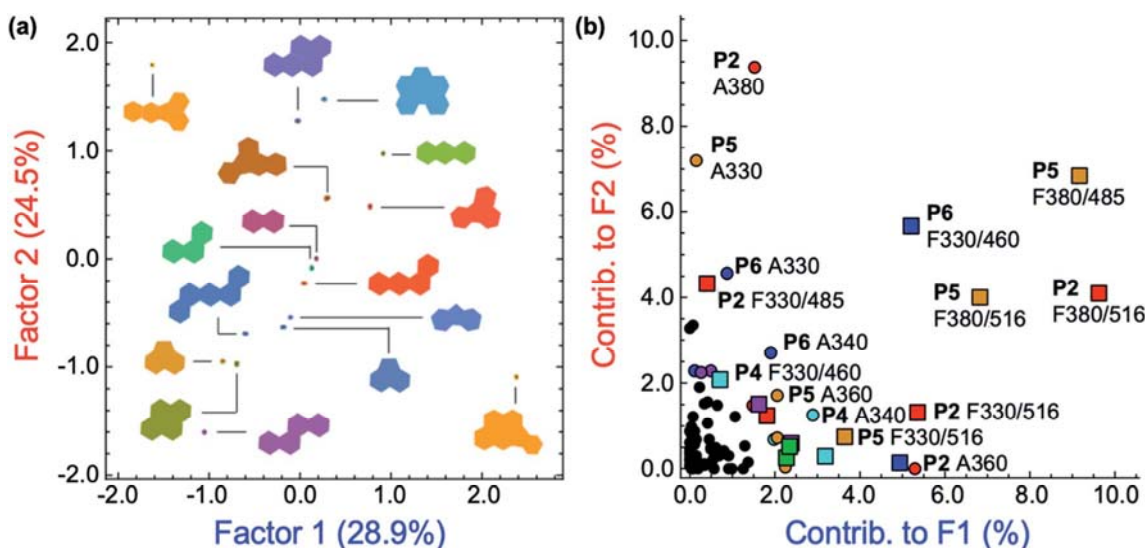 (a)
2.0
1.0
0.0
-1.0
-2.0
Factor 2 (24.5%)
-2.0
-1.0
0.0
1.0
2.0
Factor 1 (28.9%)
(b)
10.0
8.0
6.0
4.0
2.0
0.0
Contrib. to F2 (%)
P2
A380
P5
A330
P5
F380/485
P6
F330/460
P6 A330
P2 F330/485
P5
F380/516
P2
F380/516
P6 A340
P4 F330/460
P5 A360
P4 A340
P2 F330/516
P5 F330/516
P2 A360
0.0
2.0
4.0
6.0
8.0
10.0
Contrib. to F1 (%)